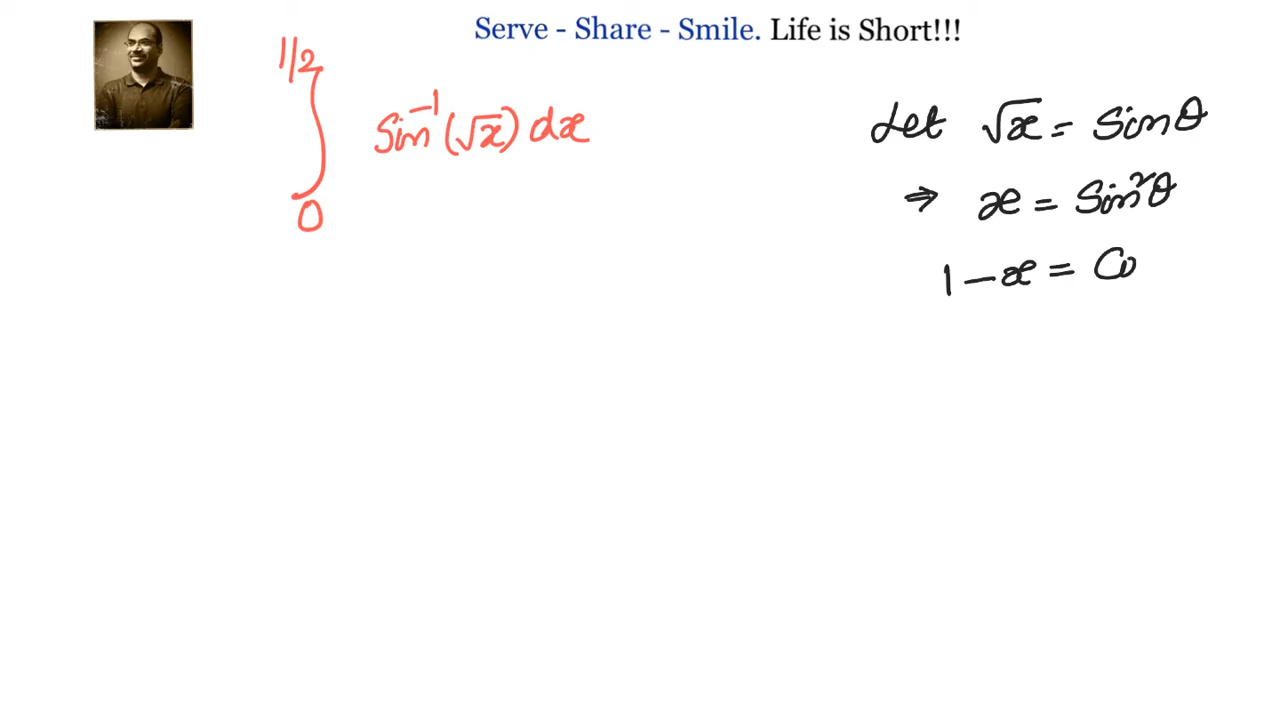 Serve - Share - Smile. Life is Short!!!
∫₀^{1/2} Sin⁻¹(√x) dx
Let √x = Sinθ
⇒ x = Sin²θ
1 - x = Co